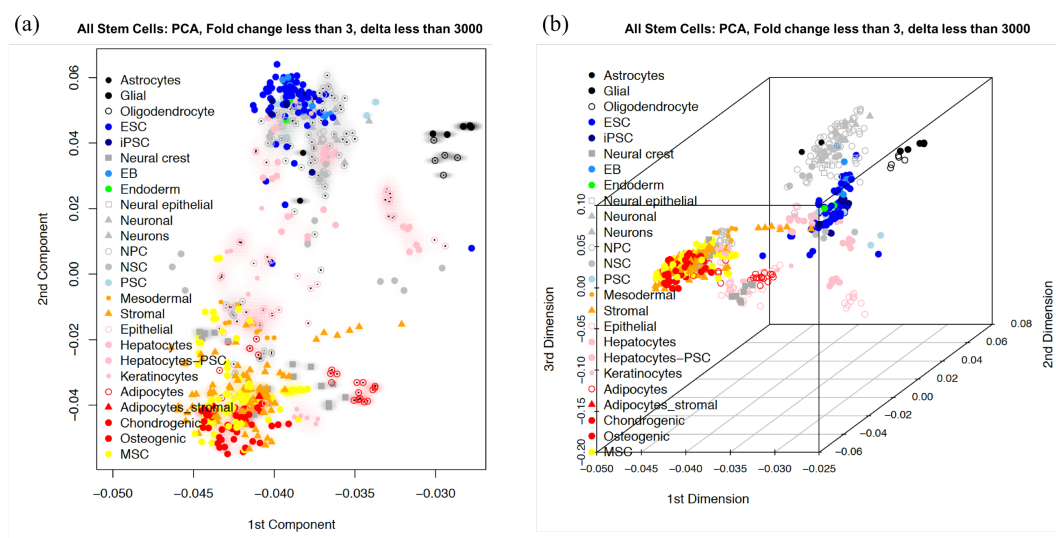 (a)
All Stem Cells: PCA, Fold change less than 3, delta less than 3000
2nd Component
0.06
0.04
0.02
0.00
−0.02
−0.04
Astrocytes
Glial
Oligodendrocyte
ESC
iPSC
Neural crest
EB
Endoderm
Neural epithelial
Neuronal
Neurons
NPC
NSC
PSC
Mesodermal
Stromal
Epithelial
Hepatocytes
Hepatocytes−PSC
Keratinocytes
Adipocytes
Adipocytes_stromal
Chondrogenic
Osteogenic
MSC
−0.050
−0.045
−0.040
−0.035
−0.030
1st Component
(b)
All Stem Cells: PCA, Fold change less than 3, delta less than 3000
3rd Dimension
Astrocytes
Glial
Oligodendrocyte
ESC
iPSC
Neural crest
EB
Endoderm
Neural epithelial
Neuronal
Neurons
NPC
NSC
PSC
Mesodermal
Stromal
Epithelial
Hepatocytes
Hepatocytes−PSC
Keratinocytes
Adipocytes
Adipocytes_stromal
Chondrogenic
Osteogenic
MSC
0.10
0.05
0.00
−0.05
−0.10
−0.15
−0.20
−0.050
−0.045
−0.040
−0.035
−0.030
−0.025
1st Dimension
0.08
0.06
0.04
0.02
0.00
−0.02
−0.04
−0.06
2nd Dimension